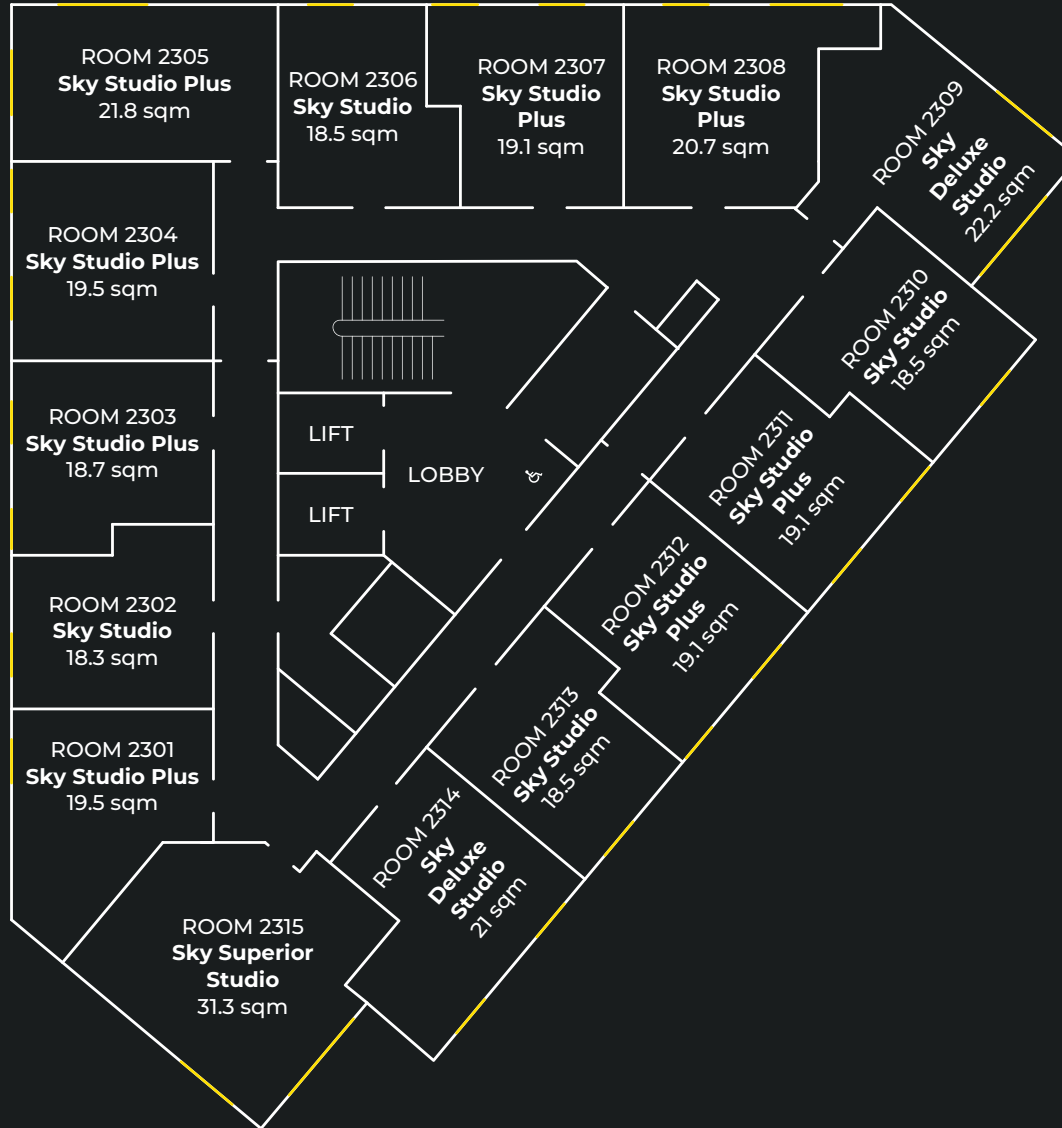 ROOM 2305
Sky Studio Plus
21.8 sqm
ROOM 2306
Sky Studio
18.5 sqm
ROOM 2307
Sky Studio
Plus
19.1 sqm
ROOM 2308
Sky Studio
Plus
20.7 sqm
ROOM 2309
Sky
Deluxe
Studio
22.2 sqm
ROOM 2304
Sky Studio Plus
19.5 sqm
ROOM 2310
Sky Studio
18.5 sqm
ROOM 2303
Sky Studio Plus
18.7 sqm
LIFT
LOBBY
LIFT
ROOM 2311
Sky Studio
Plus
19.1 sqm
ROOM 2312
Sky Studio
Plus
19.1 sqm
ROOM 2302
Sky Studio
18.3 sqm
ROOM 2313
Sky Studio
18.5 sqm
ROOM 2301
Sky Studio Plus
19.5 sqm
ROOM 2314
Sky
Deluxe
Studio
21 sqm
ROOM 2315
Sky Superior
Studio
31.3 sqm